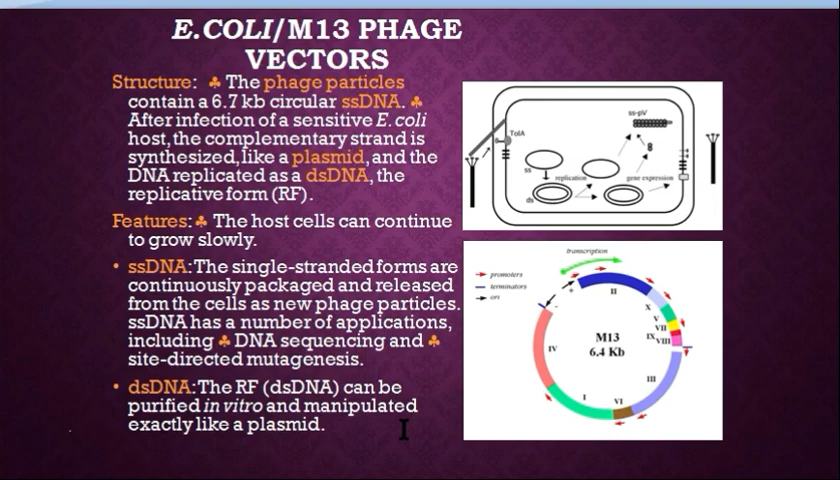 E.COLI/M13 PHAGE
VECTORS
Structure: ♣ The phage particles
contain a 6.7 kb circular ssDNA. ♣
After infection of a sensitive E. coli
host, the complementary strand is
synthesized, like a plasmid, and the
DNA replicated as a dsDNA, the
replicative form (RF).
Features: ♣ The host cells can continue
to grow slowly.
• ssDNA: The single-stranded forms are
continuously packaged and released
from the cells as new phage particles.
ssDNA has a number of applications,
including ♣ DNA sequencing and ♣
site-directed mutagenesis.
• dsDNA: The RF (dsDNA) can be
purified in vitro and manipulated
exactly like a plasmid.
ss-pV
TolA
ss
replication
gene expression
ds
transcription
promoters
terminators
ori
+
-
II
X
V
VII
IX
VIII
III
VI
I
IV
M13
6.4 Kb